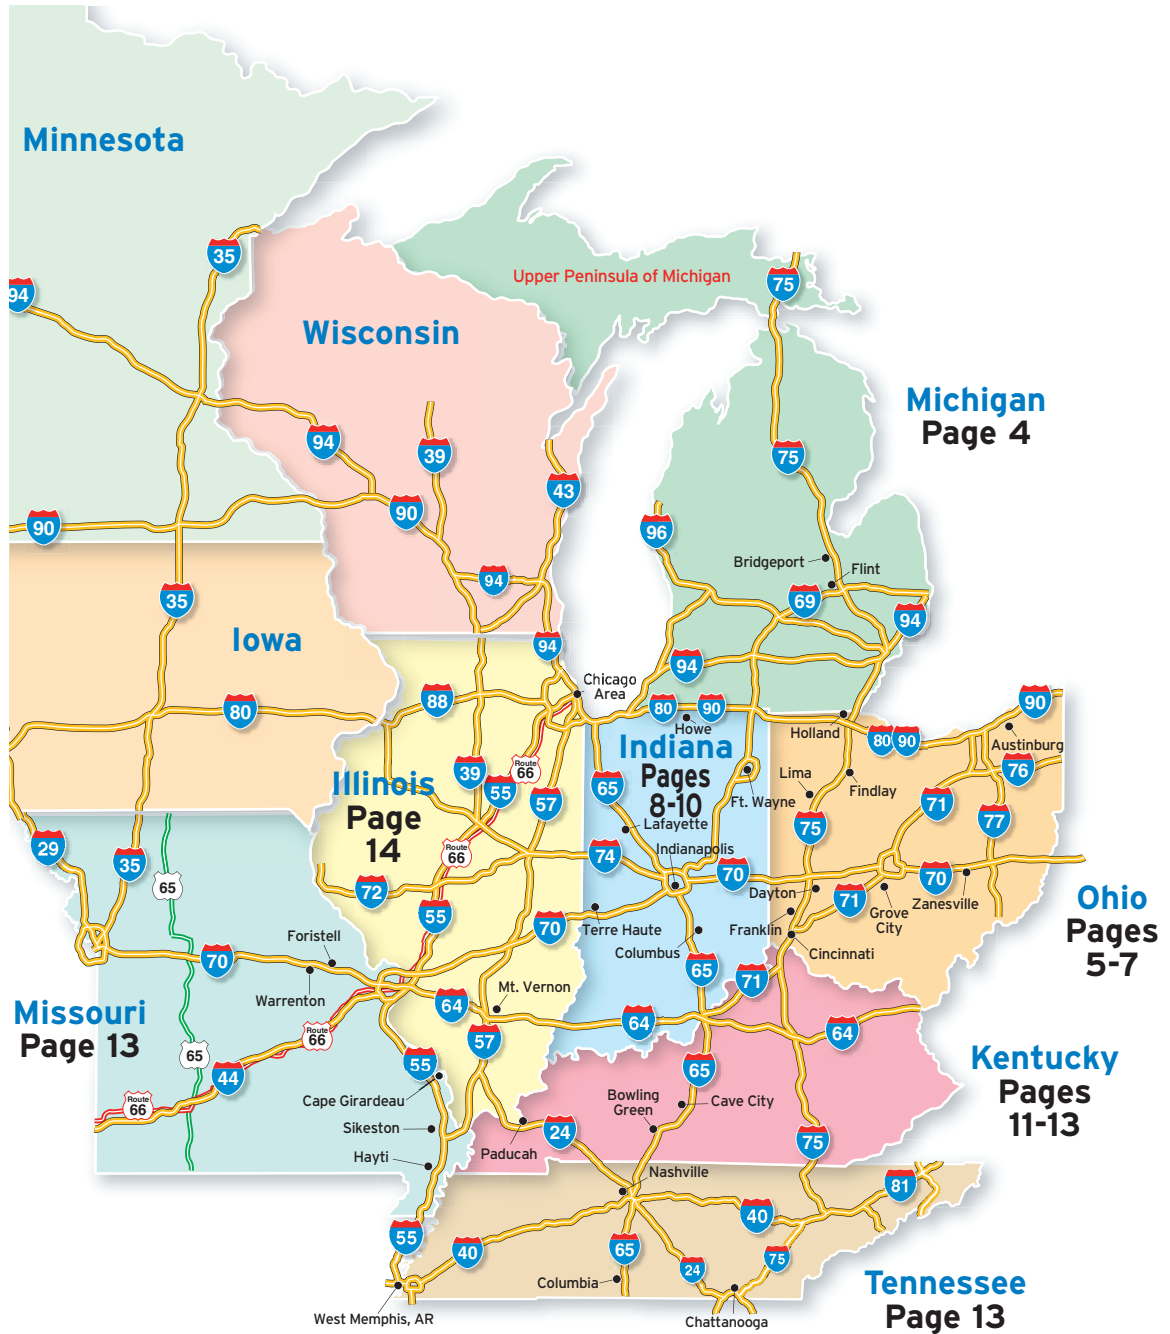 Minnesota
35
94
Upper Peninsula of Michigan
75
Wisconsin
Michigan
Page 4
94
39
75
43
90
90
96
Bridgeport
Flint
94
69
35
94
Iowa
94
94
Chicago
Area
88
80
80
90
90
Howe
Holland
80
90
Austinburg
Indiana
Pages
8-10
Illinois
Page
14
39
Route
66
55
57
65
Ft. Wayne
Lima
Findlay
76
71
77
Lafayette
75
29
35
Route
66
74
Indianapolis
65
72
70
Dayton
70
71
Zanesville
Grove
City
Ohio
Pages
5-7
55
70
Terre Haute
Franklin
Foristell
Columbus
Cincinnati
70
65
71
Warrenton
Mt. Vernon
64
Missouri
Page 13
Route
66
64
64
57
65
55
65
44
Kentucky
Pages
11-13
Route
66
Cape Girardeau
Bowling
Green
Cave City
Sikeston
24
75
Hayti
Paducah
Nashville
81
40
55
40
65
24
75
Columbia
Tennessee
Page 13
West Memphis, AR
Chattanooga